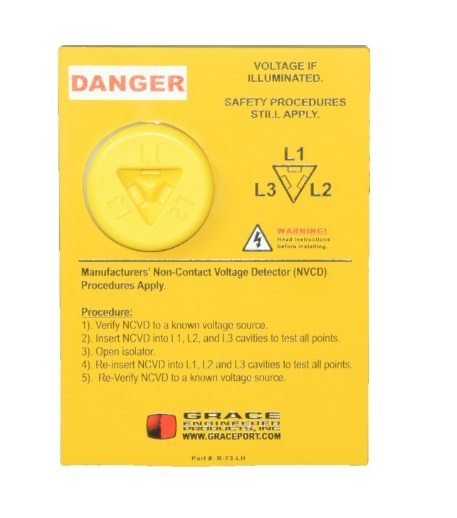 DANGER
VOLTAGE IF
ILLUMINATED.
SAFETY PROCEDURES
STILL APPLY.
L1
L3
L2
L1
L3 L2
WARNING!
Read instructions
before installing.
Manufacturers' Non-Contact Voltage Detector (NVCD)
Procedures Apply.
Procedure:
1). Verify NCVD to a known voltage source.
2). Insert NCVD into L1, L2, and L3 cavities to test all points.
3). Open isolator.
4). Re-insert NCVD into L1, L2 and L3 cavities to test all points.
5). Re-Verify NCVD to a known voltage source.
GRACE
ENGINEERED
PRODUCTS, INC
WWW.GRACEPORT.COM
Part #: R-T3-LH